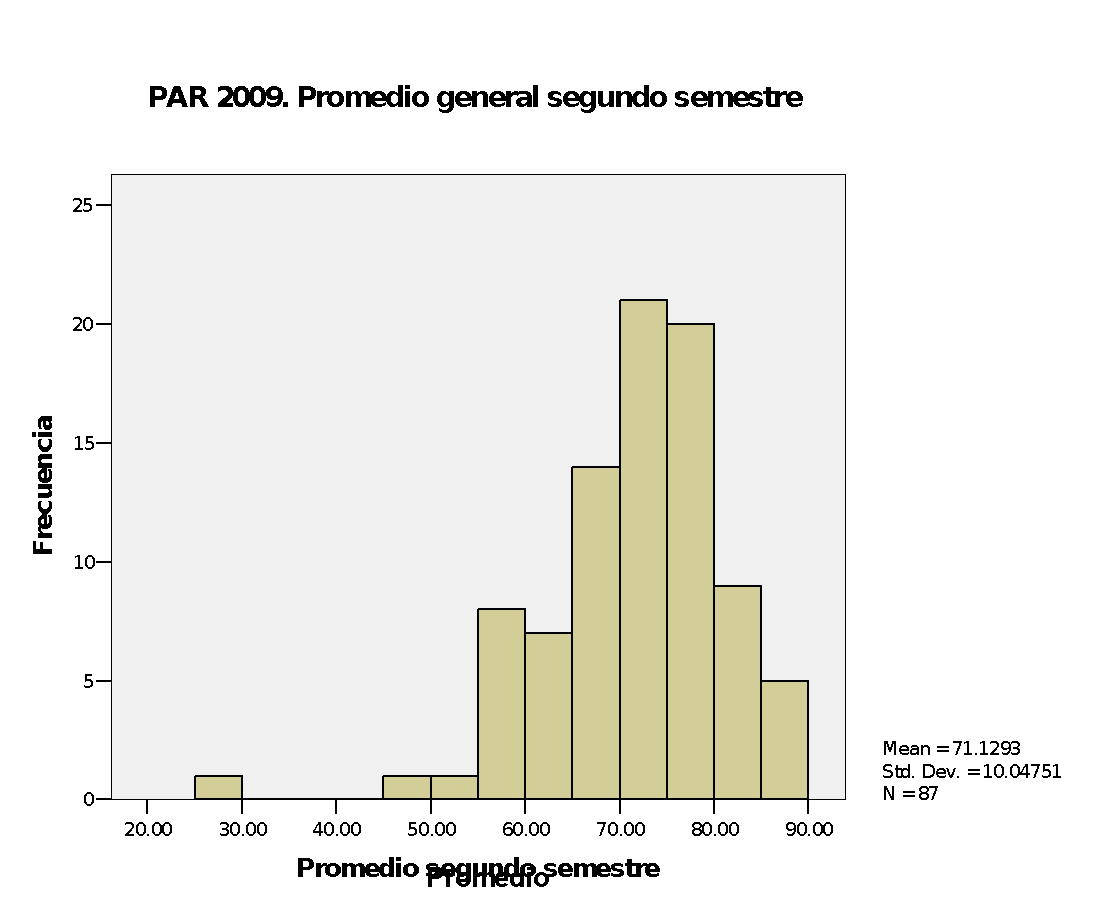 PAR 2009. Promedio general segundo semestre
25
20
15
10
5
0
Frecuencia
20.00 30.00 40.00 50.00 60.00 70.00 80.00 90.00
Promedio segundo semestre
Promedio
Mean =71.1293
Std. Dev. =10.04751
N =87